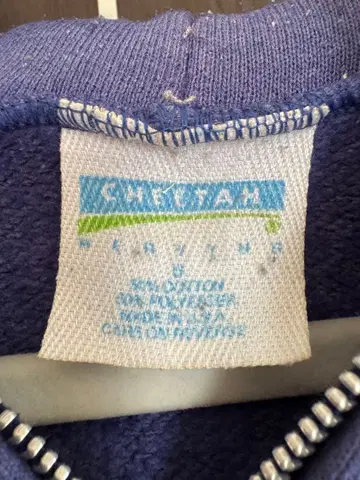 CHEETAH
50% COTTON
50% POLYESTER
MADE IN U.S.A.
CARE ON REVERSE